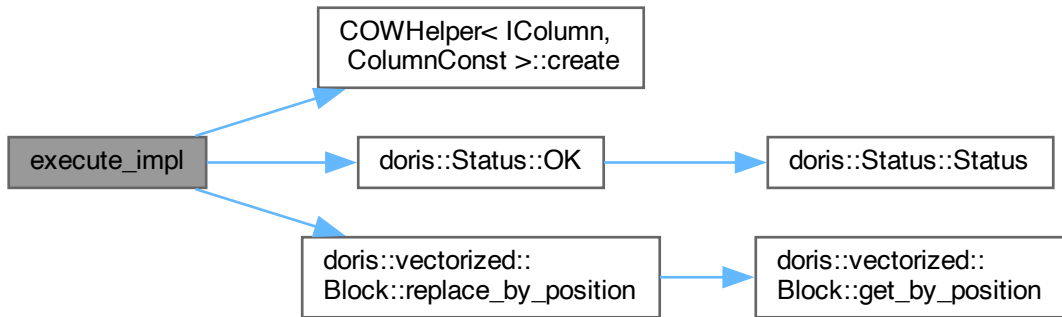 COWHelper< IColumn,
ColumnConst >::create
execute_impl
doris::Status::OK
doris::Status::Status
doris::vectorized::
Block::replace_by_position
doris::vectorized::
Block::get_by_position